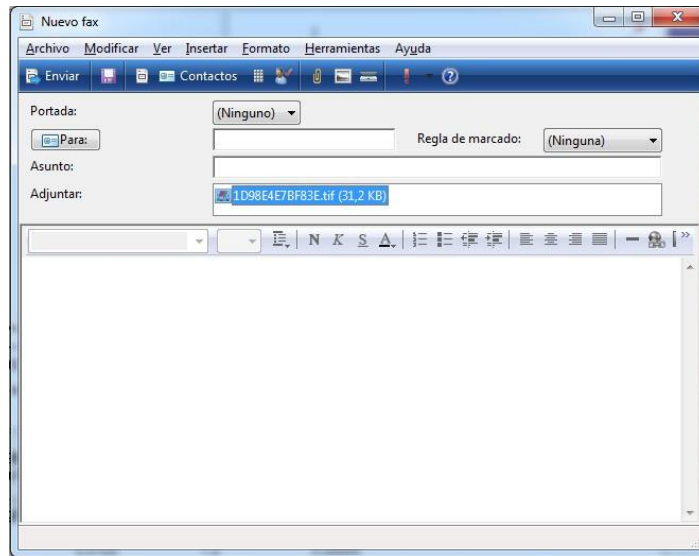 Nuevo fax
Archivo Modificar Ver Insertar Formato Herramientas Ayuda
Enviar Contactos
Portada: (Ninguno)
Para: Regla de marcado: (Ninguna)
Asunto:
Adjuntar: 1D98E4E7BF83E.tif (31,2 KB)
N K S A